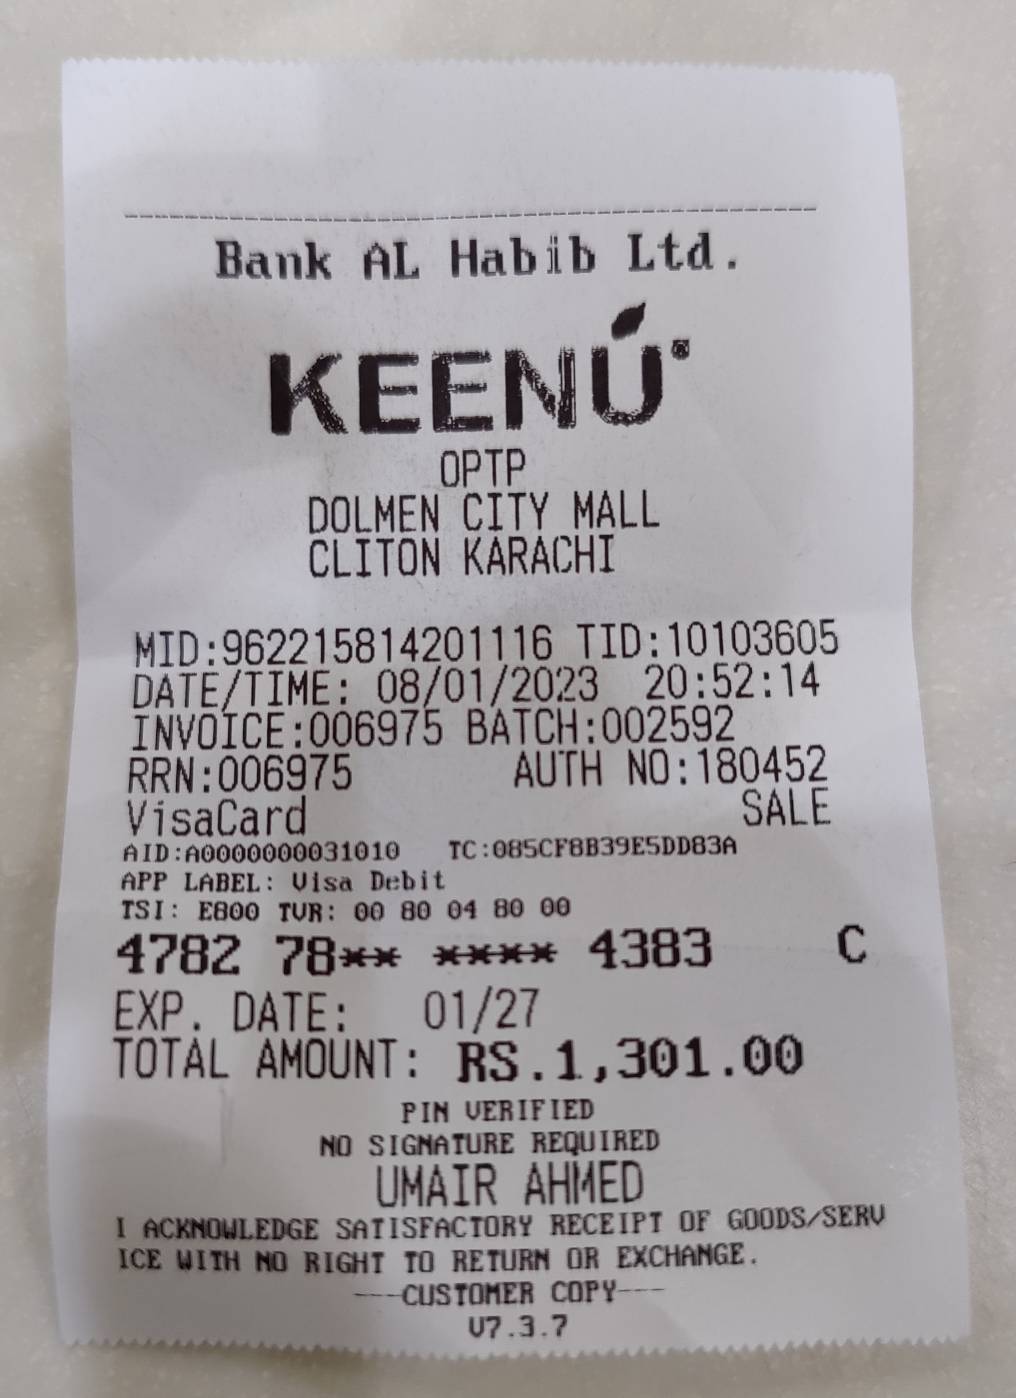 Bank AL Habib Ltd.
KEENÚ®
OPTP
DOLMEN CITY MALL
CLITON KARACHI
MID:962215814201116 TID:10103605
DATE/TIME: 08/01/2023 20:52:14
INVOICE:006975 BATCH:002592
RRN:006975 AUTH NO:180452
VisaCard SALE
AID:A0000000031010 TC:085CF8B39E5DD83A
APP LABEL: Visa Debit
TSI: E800 TVR: 00 80 04 80 00
4782 78** **** 4383 C
EXP. DATE: 01/27
TOTAL AMOUNT: RS.1,301.00
PIN VERIFIED
NO SIGNATURE REQUIRED
UMAIR AHMED
I ACKNOWLEDGE SATISFACTORY RECEIPT OF GOODS/SERV
ICE WITH NO RIGHT TO RETURN OR EXCHANGE.
---CUSTOMER COPY---
V7.3.7